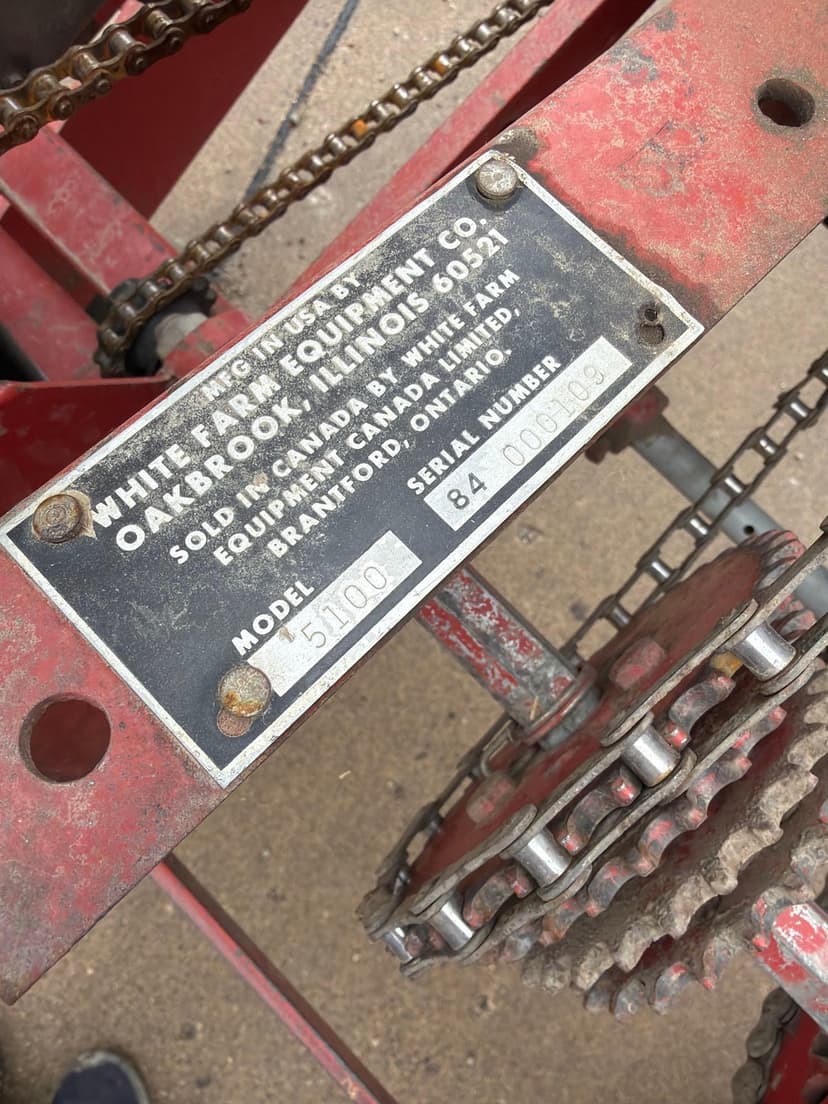 MFG IN USA BY
WHITE FARM EQUIPMENT CO.
OAKBROOK, ILLINOIS 60521
SOLD IN CANADA BY WHITE FARM
EQUIPMENT CANADA LIMITED,
BRANTFORD, ONTARIO.
SERIAL NUMBER
84 000109
MODEL
5100